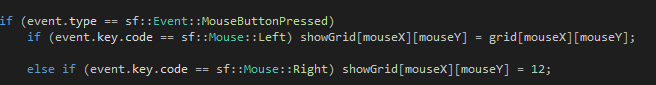 if (event.type == sf::Event::MouseButtonPressed)
if (event.key.code == sf::Mouse::Left) showGrid[mouseX][mouseY] = grid[mouseX][mouseY];
else if (event.key.code == sf::Mouse::Right) showGrid[mouseX][mouseY] = 12;